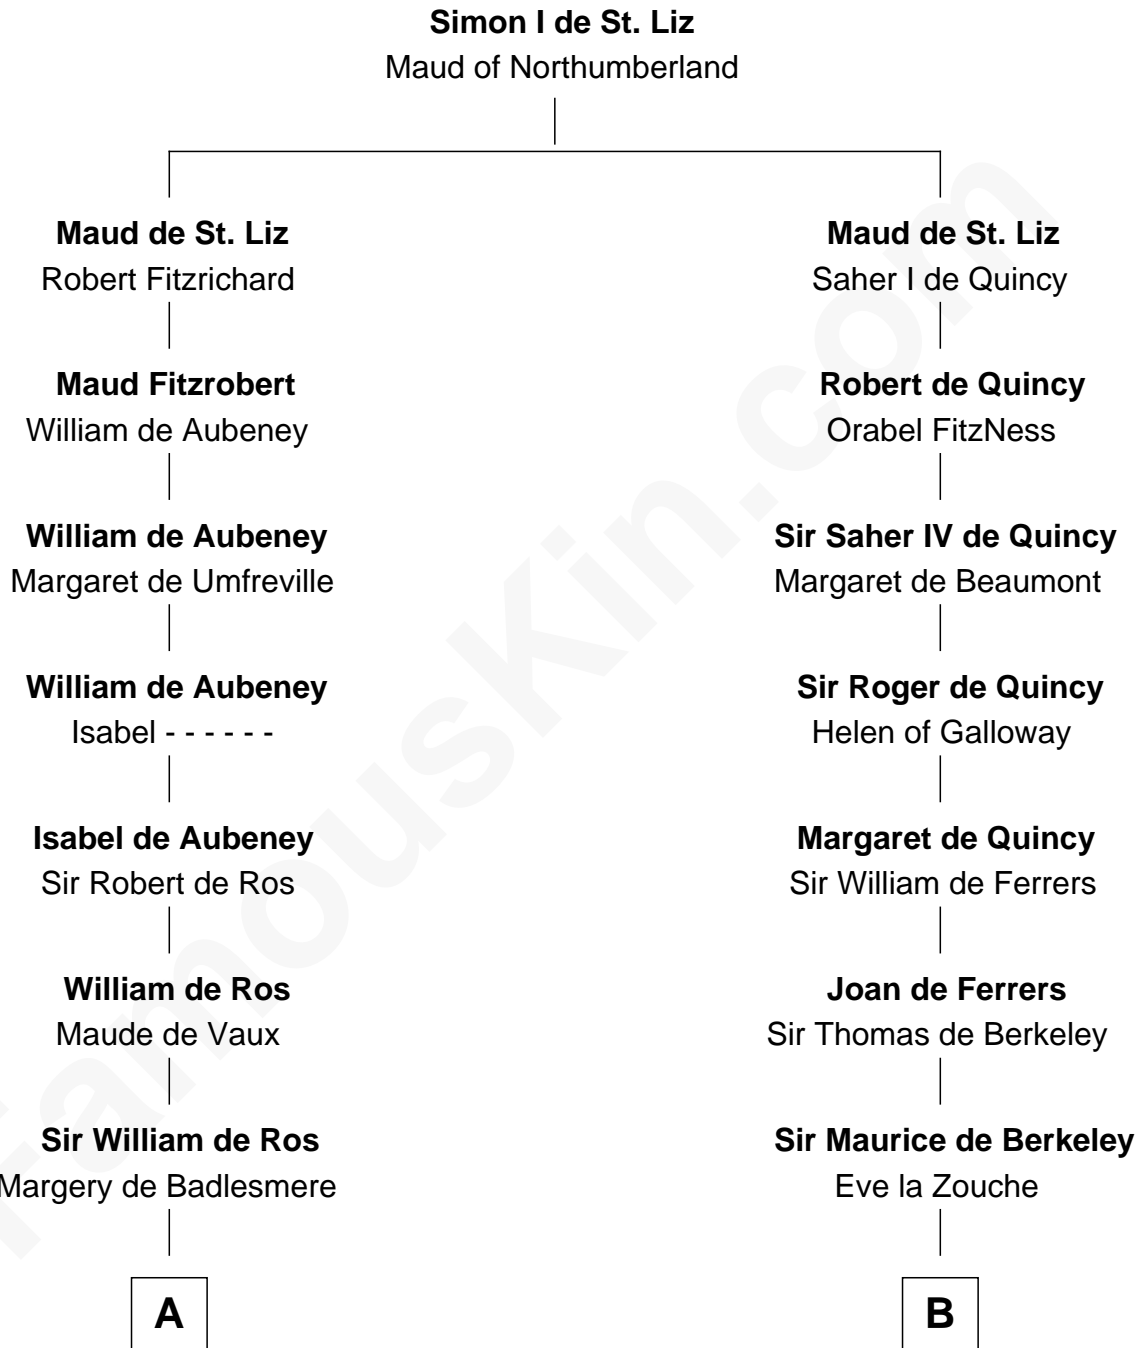 Simon I de St. Liz
Maud of Northumberland
Maud de St. Liz
Robert Fitzrichard
Maud de St. Liz
Saher I de Quincy
Maud Fitzrobert
William de Aubeney
Robert de Quincy
Orabel FitzNess
William de Aubeney
Margaret de Umfreville
Sir Saher IV de Quincy
Margaret de Beaumont
William de Aubeney
Isabel - - - - - -
Sir Roger de Quincy
Helen of Galloway
Isabel de Aubeney
Sir Robert de Ros
Margaret de Quincy
Sir William de Ferrers
William de Ros
Maude de Vaux
Joan de Ferrers
Sir Thomas de Berkeley
Sir William de Ros
Margery de Badlesmere
Sir Maurice de Berkeley
Eve la Zouche
A
B
FamousKin.com